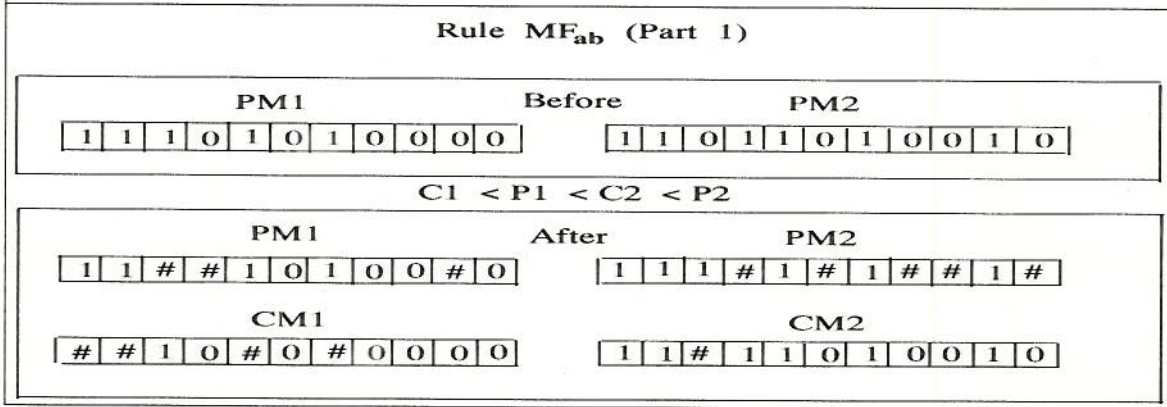 Rule MFab (Part 1)
PM1 Before PM2
1 1 1 0 1 0 1 0 0 0 0 1 1 0 1 1 0 1 0 0 1 0
C1 < P1 < C2 < P2
PM1 After PM2
1 1 # # 1 0 1 0 0 # 0 1 1 1 # 1 # 1 # # 1 #
CM1 CM2
# # 1 0 # 0 # 0 0 0 0 1 1 # 1 1 0 1 0 0 1 0